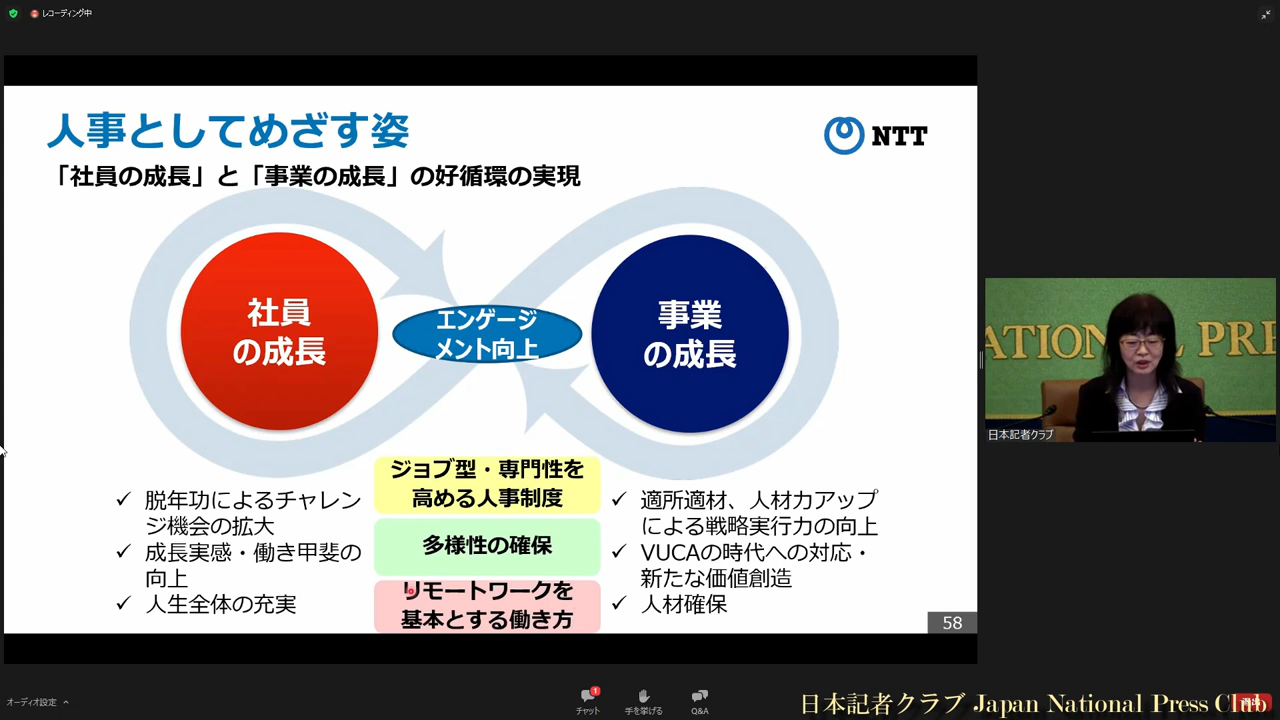 レコーディング中
人事としてめざす姿
NTT
「社員の成長」と「事業の成長」の好循環の実現
社員
の成長
エンゲージ
メント向上
事業
の成長
ジョブ型・専門性を
高める人事制度
多様性の確保
リモートワークを
基本とする働き方
✓ 脱年功によるチャレン
ジ機会の拡大
✓ 成長実感・働き甲斐の
向上
✓ 人生全体の充実
✓ 適所適材、人材力アップ
による戦略実行力の向上
✓ VUCAの時代への対応・
新たな価値創造
✓ 人材確保
58
ATIONAL PRE
日本記者クラブ
オーディオ設定
チャット
1
手を挙げる
Q&A
日本記者クラブ Japan National Press Club